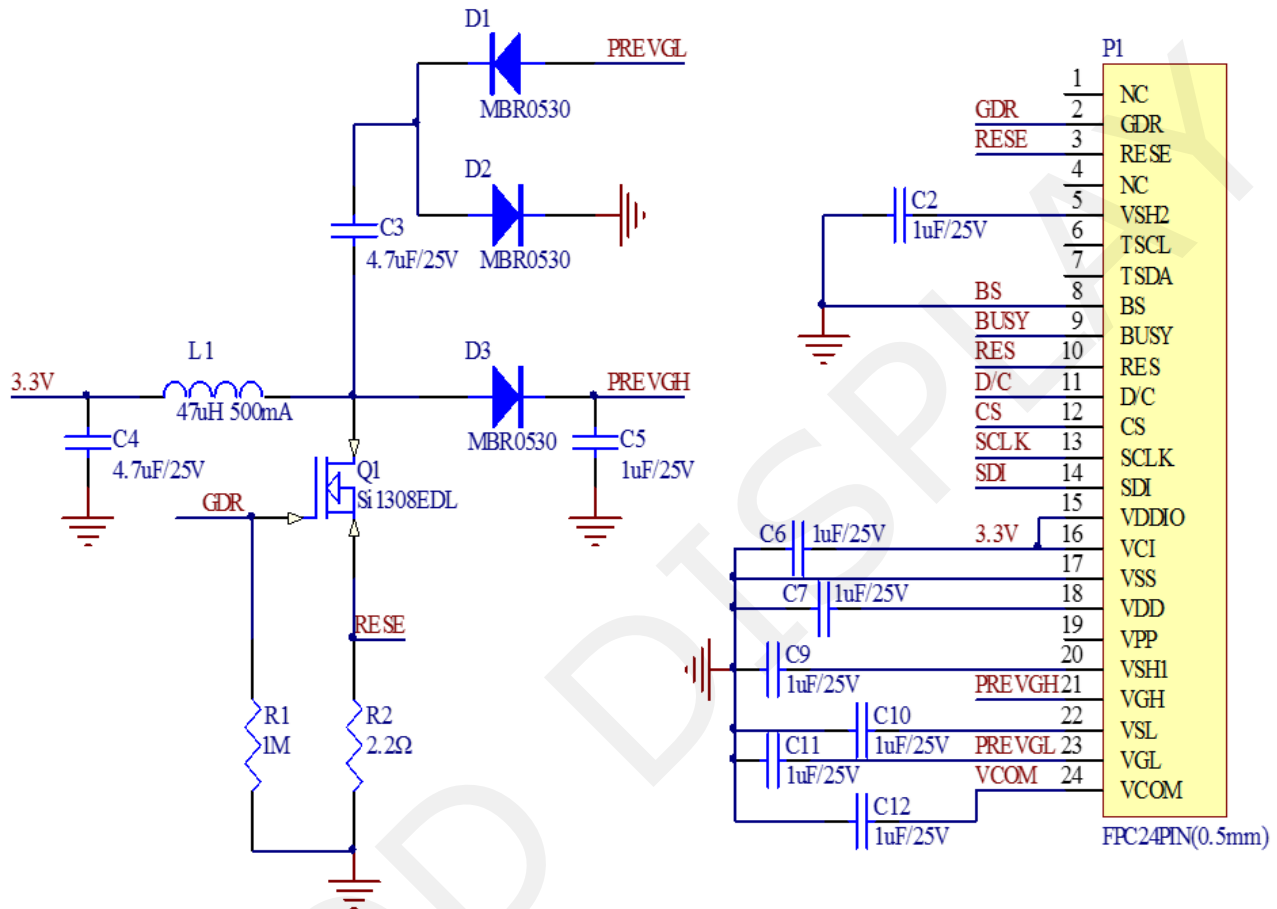 D1
PREVGL
MBR0530
D2
MBR0530
C3
4.7uF/25V
L1
3.3V
47uH 500mA
D3
PREVGH
MBR0530
C4
4.7uF/25V
C5
1uF/25V
Q1
Si1308EDL
GDR
RESE
R1
1M
R2
2.2Ω
P1
1 NC
GDR 2 GDR
RESE 3 RESE
4 NC
C2
1uF/25V
5 VSH2
6 TSCL
7 TSDA
BS 8 BS
BUSY 9 BUSY
RES 10 RES
D/C 11 D/C
CS 12 CS
SCLK 13 SCLK
SDI 14 SDI
15 VDDIO
C6 1uF/25V 3.3V 16 VCI
17 VSS
C7 1uF/25V 18 VDD
19 VPP
C9 1uF/25V 20 VSH1
PREVGH 21 VGH
C10 1uF/25V 22 VSL
C11 1uF/25V PREVGL 23 VGL
VCOM 24 VCOM
C12
1uF/25V
FPC24PIN(0.5mm)
D DISPLAY